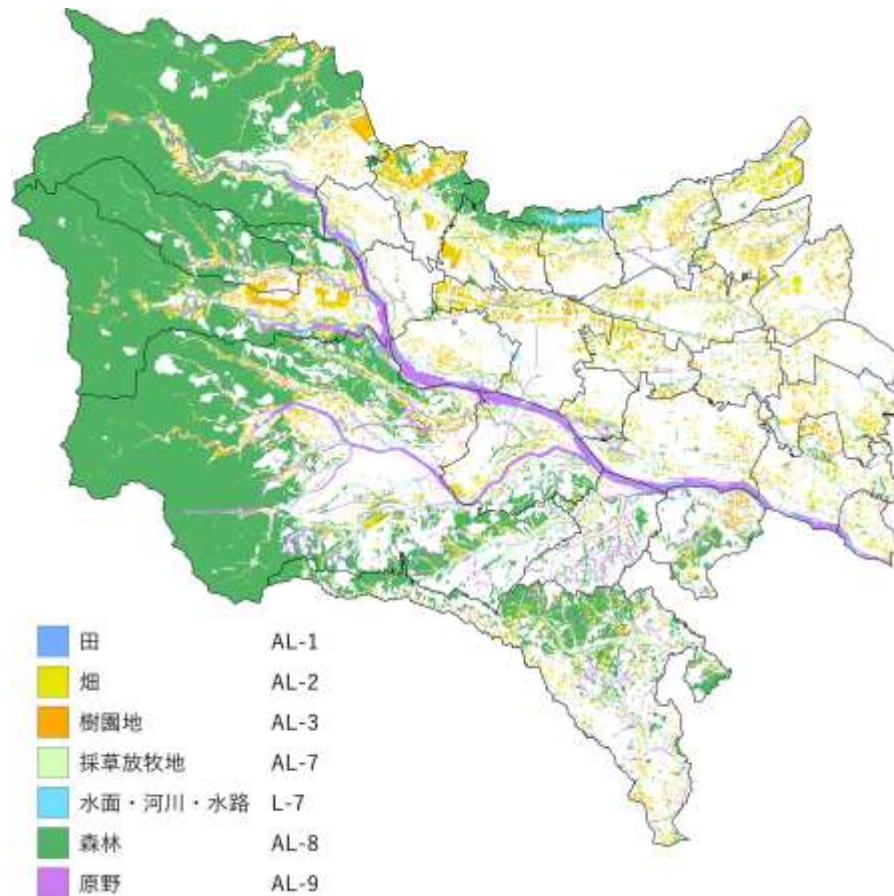 田 AL-1
畑 AL-2
樹園地 AL-3
採草放牧地 AL-7
水面・河川・水路 L-7
森林 AL-8
原野 AL-9